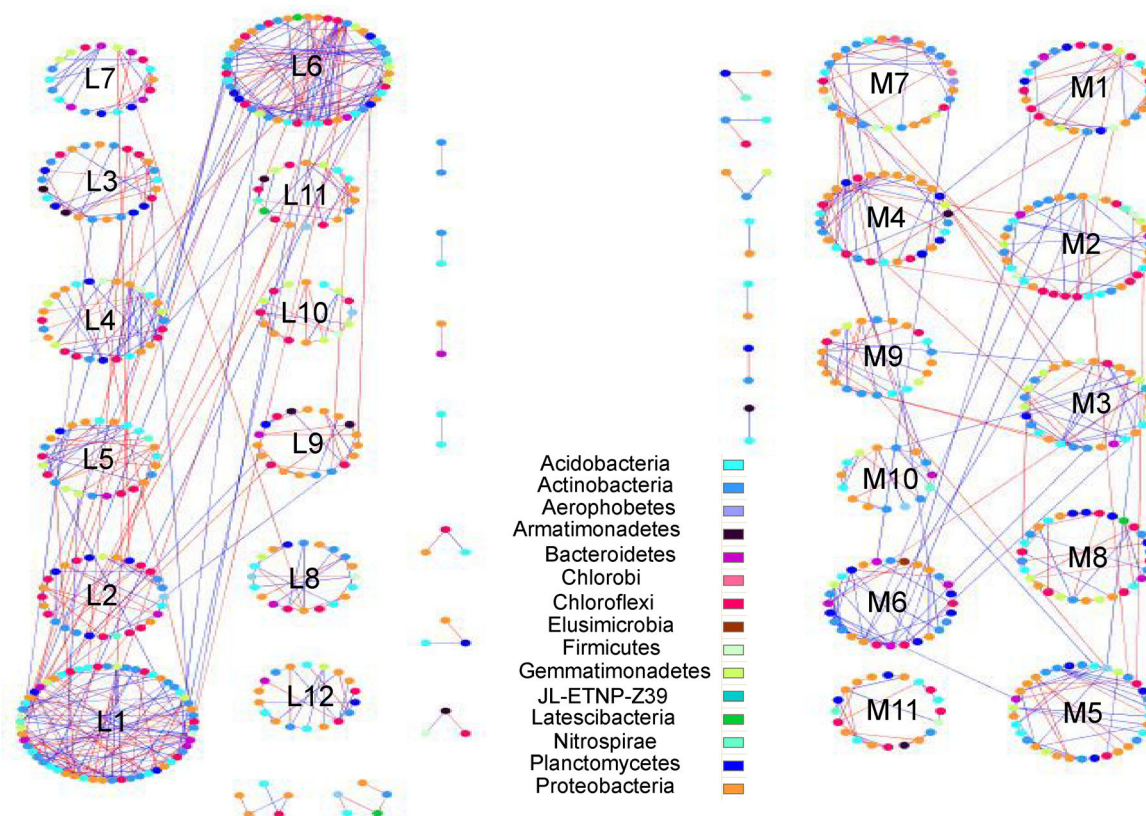 L7
L6
L3
L11
L4
L10
L5
L9
L2
L8
L1
L12
M7
M1
M4
M2
M9
M3
M10
M8
M6
M11
M5
Acidobacteria
Actinobacteria
Aerophobetes
Armatimonadetes
Bacteroidetes
Chlorobi
Chloroflexi
Elusimicrobia
Firmicutes
Gemmatimonadetes
JL-ETNP-Z39
Latescibacteria
Nitrospirae
Planctomycetes
Proteobacteria